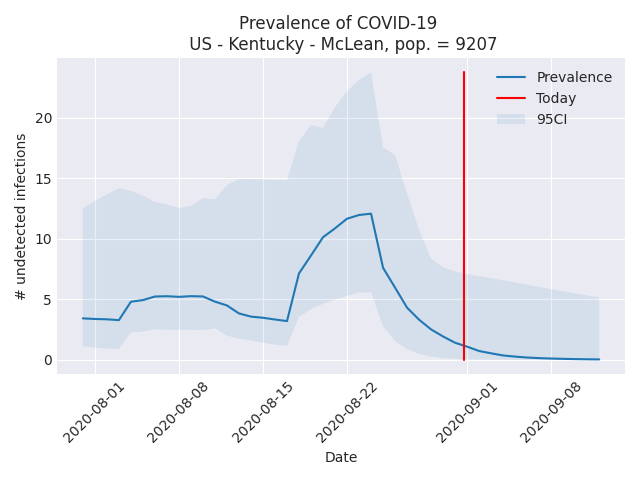 Prevalence of COVID-19
US - Kentucky - McLean, pop. = 9207
Prevalence
Today
95CI
# undetected infections
20
15
10
5
0
2020-08-01
2020-08-08
2020-08-15
2020-08-22
2020-09-01
2020-09-08
Date